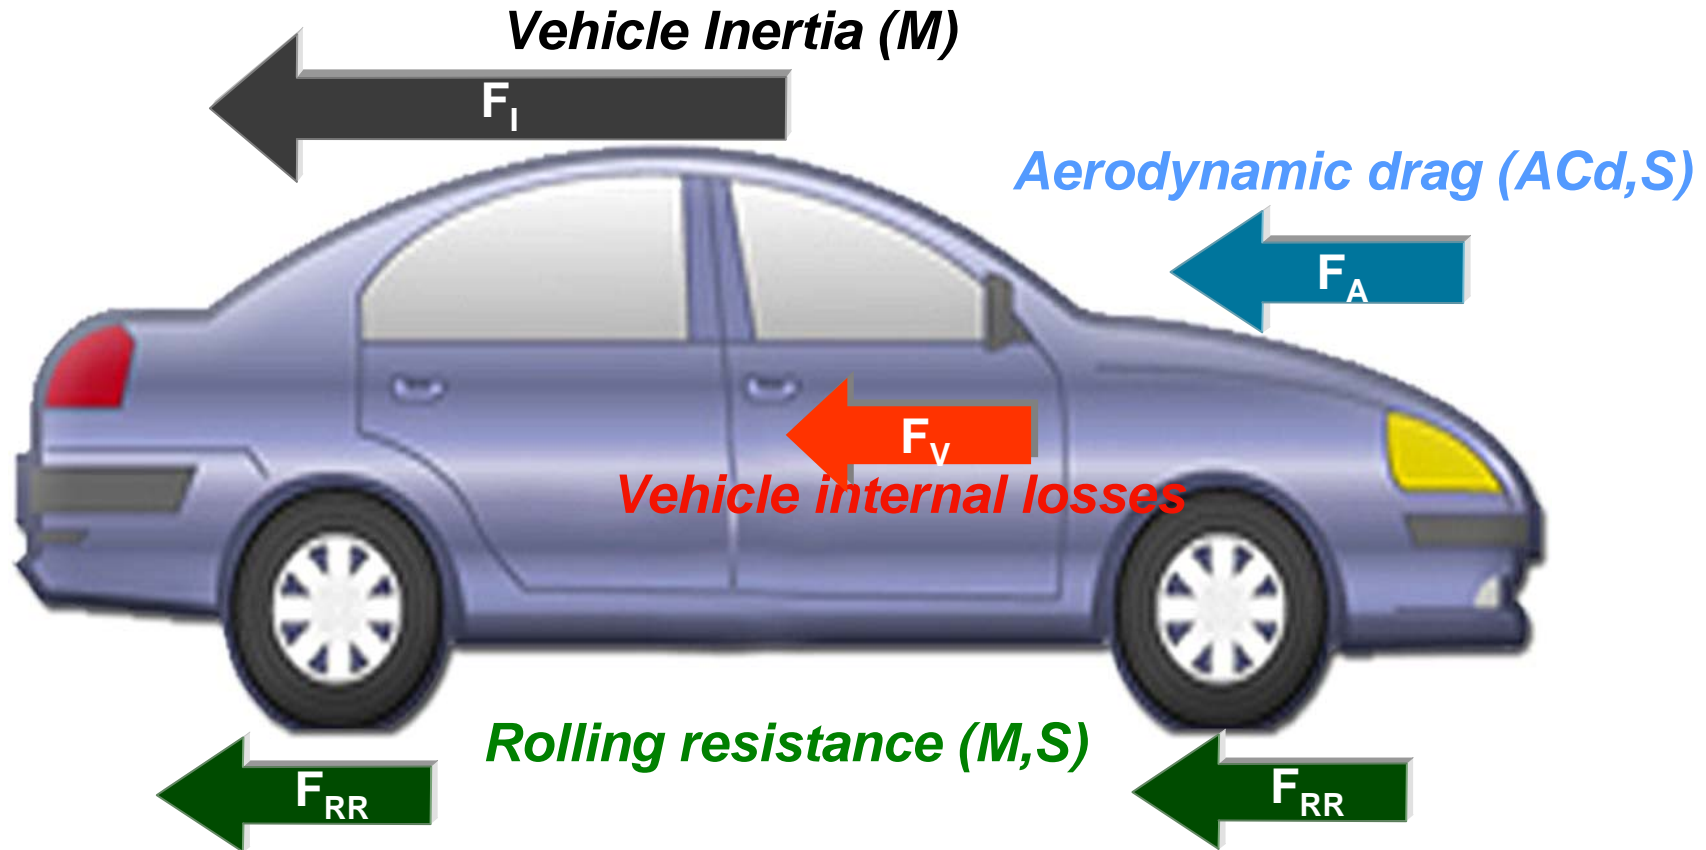 Vehicle Inertia (M)
FI
Aerodynamic drag (ACd,S)
FA
FV
Vehicle internal losses
Rolling resistance (M,S)
FRR
FRR